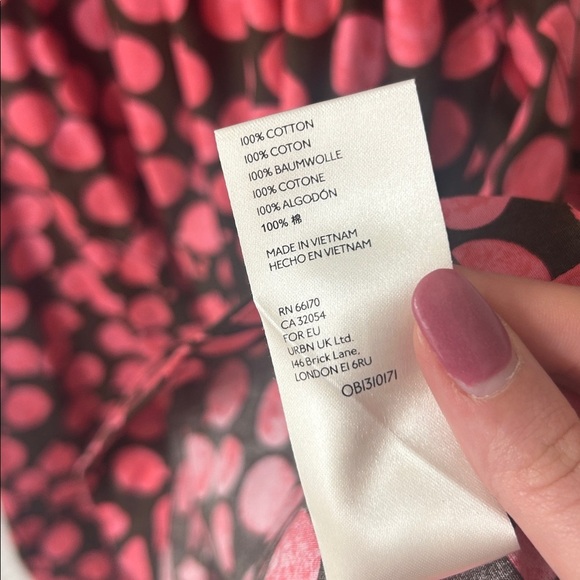 100% COTTON
100% COTON
100% BAUMWOLLE
100% COTONE
100% ALGODÓN
100% 棉
MADE IN VIETNAM
HECHO EN VIETNAM
RN 66170
CA 32054
FOR EU
URBN UK Ltd.
146 Brick Lane,
LONDON E1 6RU
OB1310171